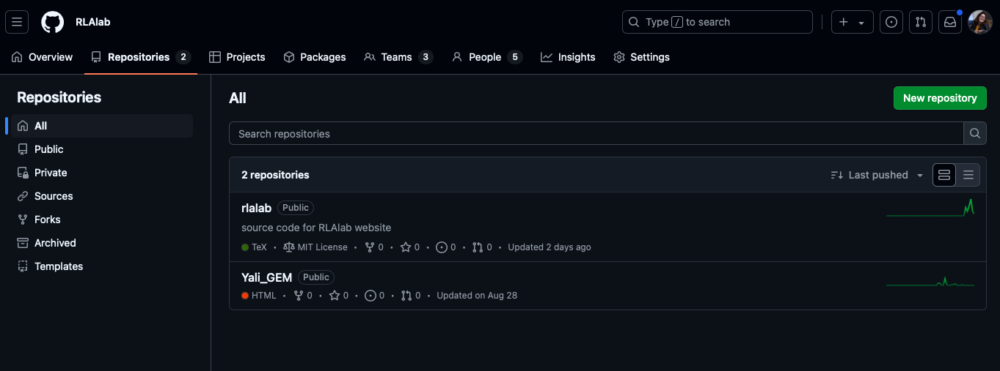 RLAlab
Type / to search
Overview Repositories 2 Projects Packages Teams 3 People 5 Insights Settings
Repositories
All
Public
Private
Sources
Forks
Archived
Templates
All
New repository
Search repositories
2 repositories
Last pushed
rlalab Public
source code for RLAlab website
TeX • MIT License • 0 • 0 • 0 • 0 • Updated 2 days ago
Yali_GEM Public
HTML • 0 • 0 • 0 • 0 • Updated on Aug 28